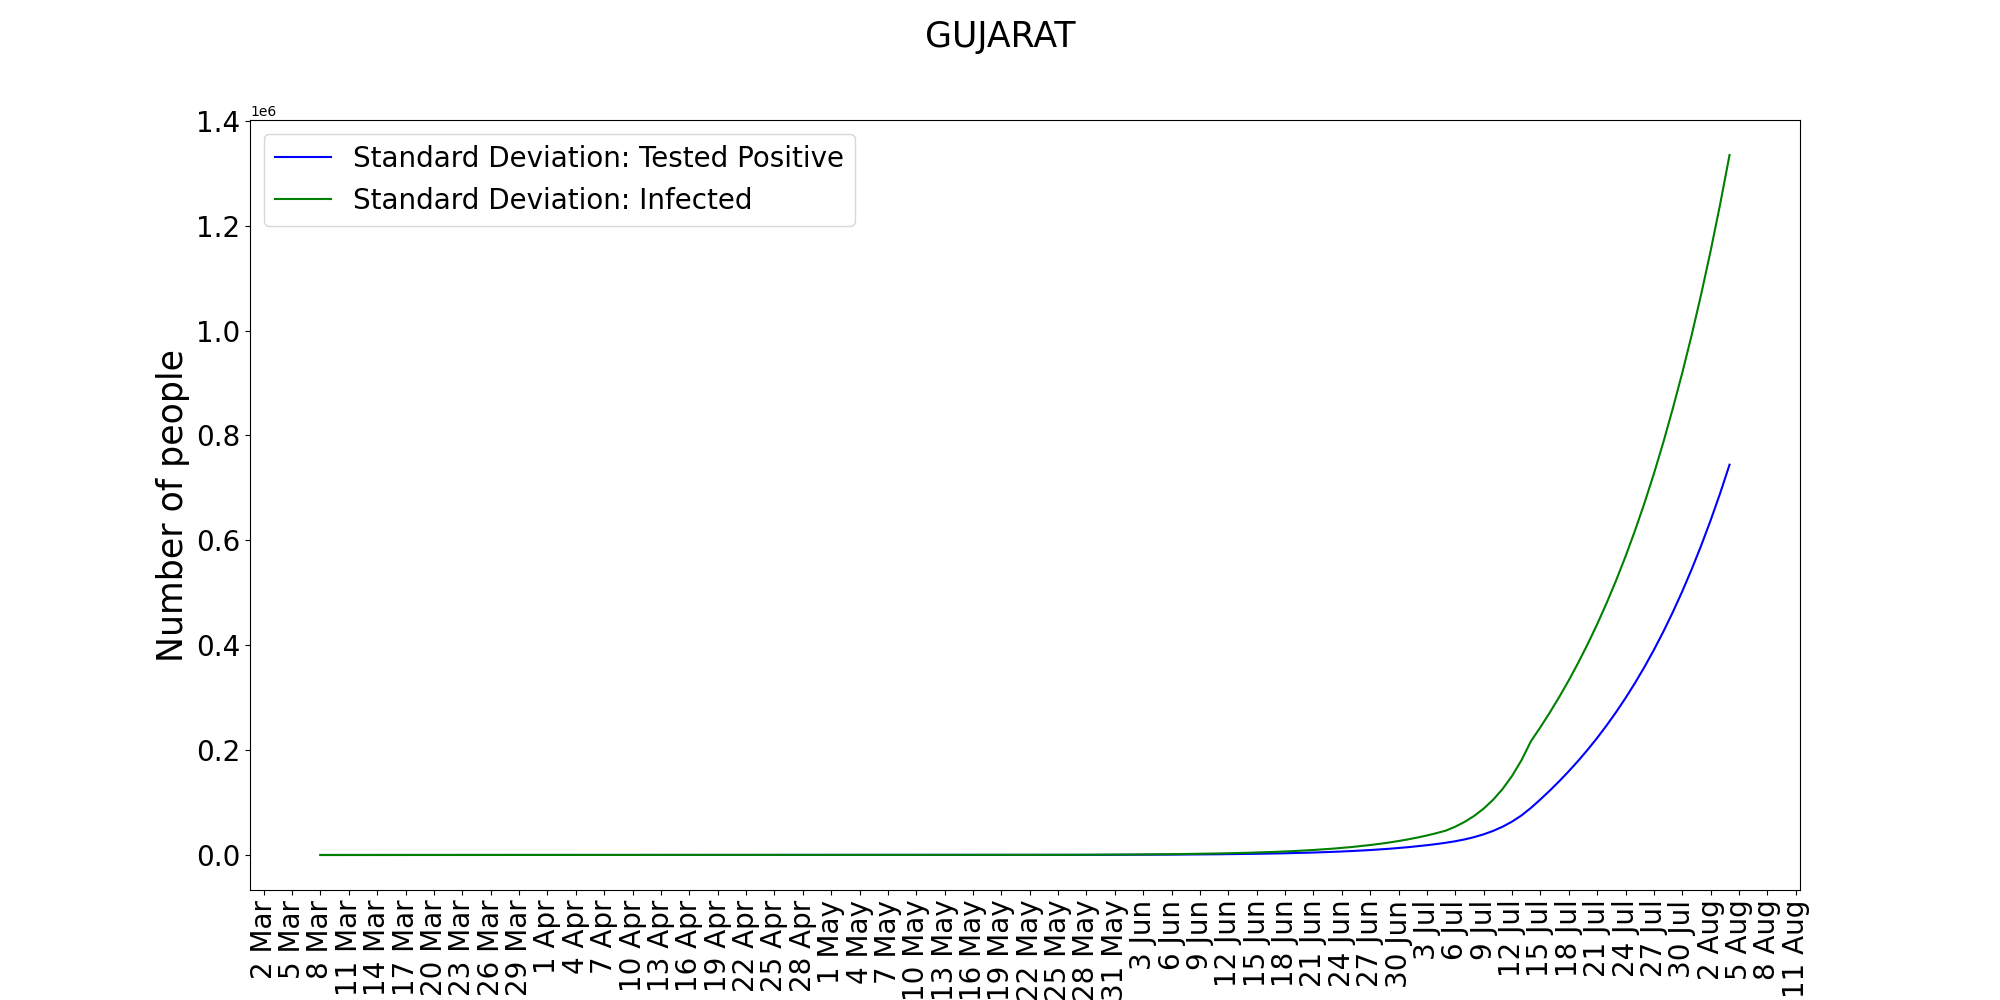 GUJARAT
1e6
1.4
1.2
1.0
0.8
0.6
0.4
0.2
0.0
Number of people
Standard Deviation: Tested Positive
Standard Deviation: Infected
2 Mar
5 Mar
8 Mar
11 Mar
14 Mar
17 Mar
20 Mar
23 Mar
26 Mar
29 Mar
1 Apr
4 Apr
7 Apr
10 Apr
13 Apr
16 Apr
19 Apr
22 Apr
25 Apr
28 Apr
1 May
4 May
7 May
10 May
13 May
16 May
19 May
22 May
25 May
28 May
31 May
3 Jun
6 Jun
9 Jun
12 Jun
15 Jun
18 Jun
21 Jun
24 Jun
27 Jun
30 Jun
3 Jul
6 Jul
9 Jul
12 Jul
15 Jul
18 Jul
21 Jul
24 Jul
27 Jul
30 Jul
2 Aug
5 Aug
8 Aug
11 Aug